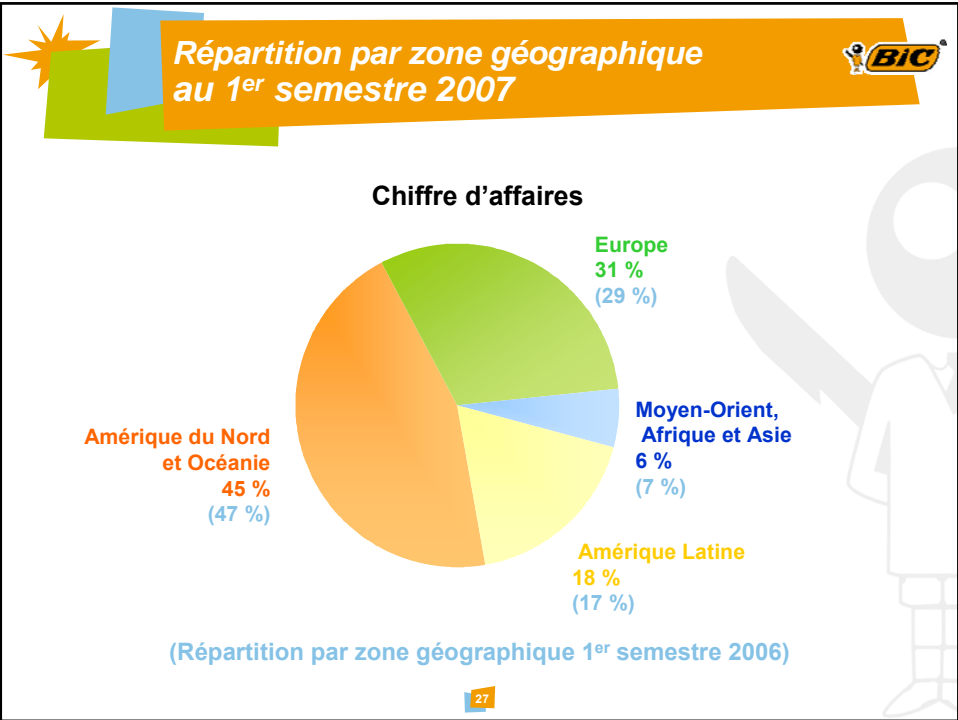 Répartition par zone géographique
au 1er semestre 2007
BiC
Chiffre d’affaires
Europe
31 %
(29 %)
Moyen-Orient,
Afrique et Asie
6 %
(7 %)
Amérique du Nord
et Océanie
45 %
(47 %)
Amérique Latine
18 %
(17 %)
(Répartition par zone géographique 1er semestre 2006)
27